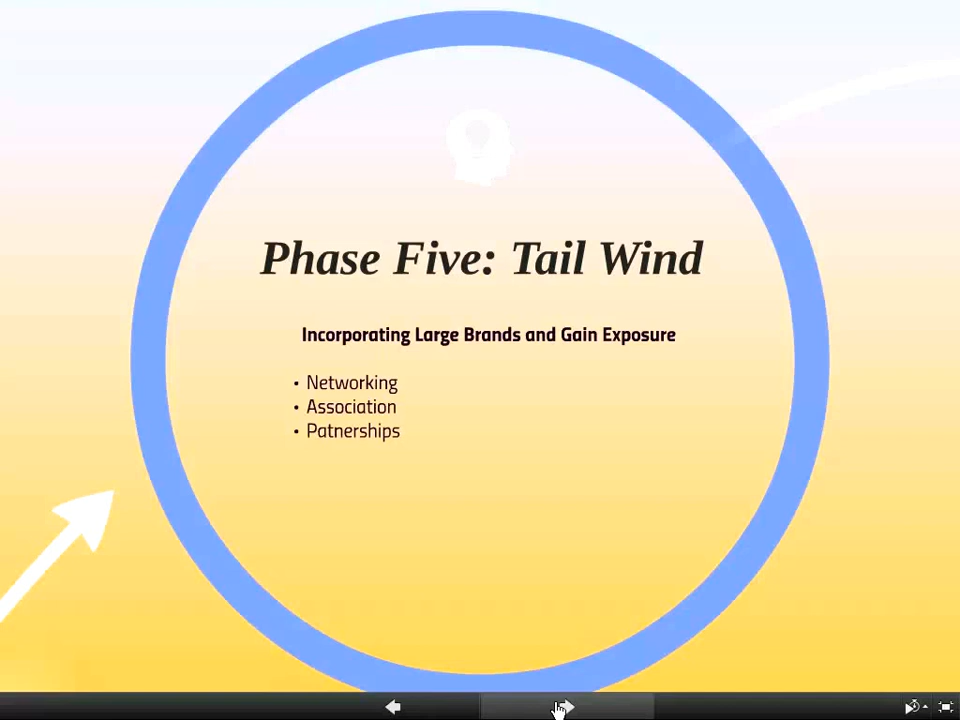 Phase Five: Tail Wind
Incorporating Large Brands and Gain Exposure
• Networking
• Association
• Patnerships